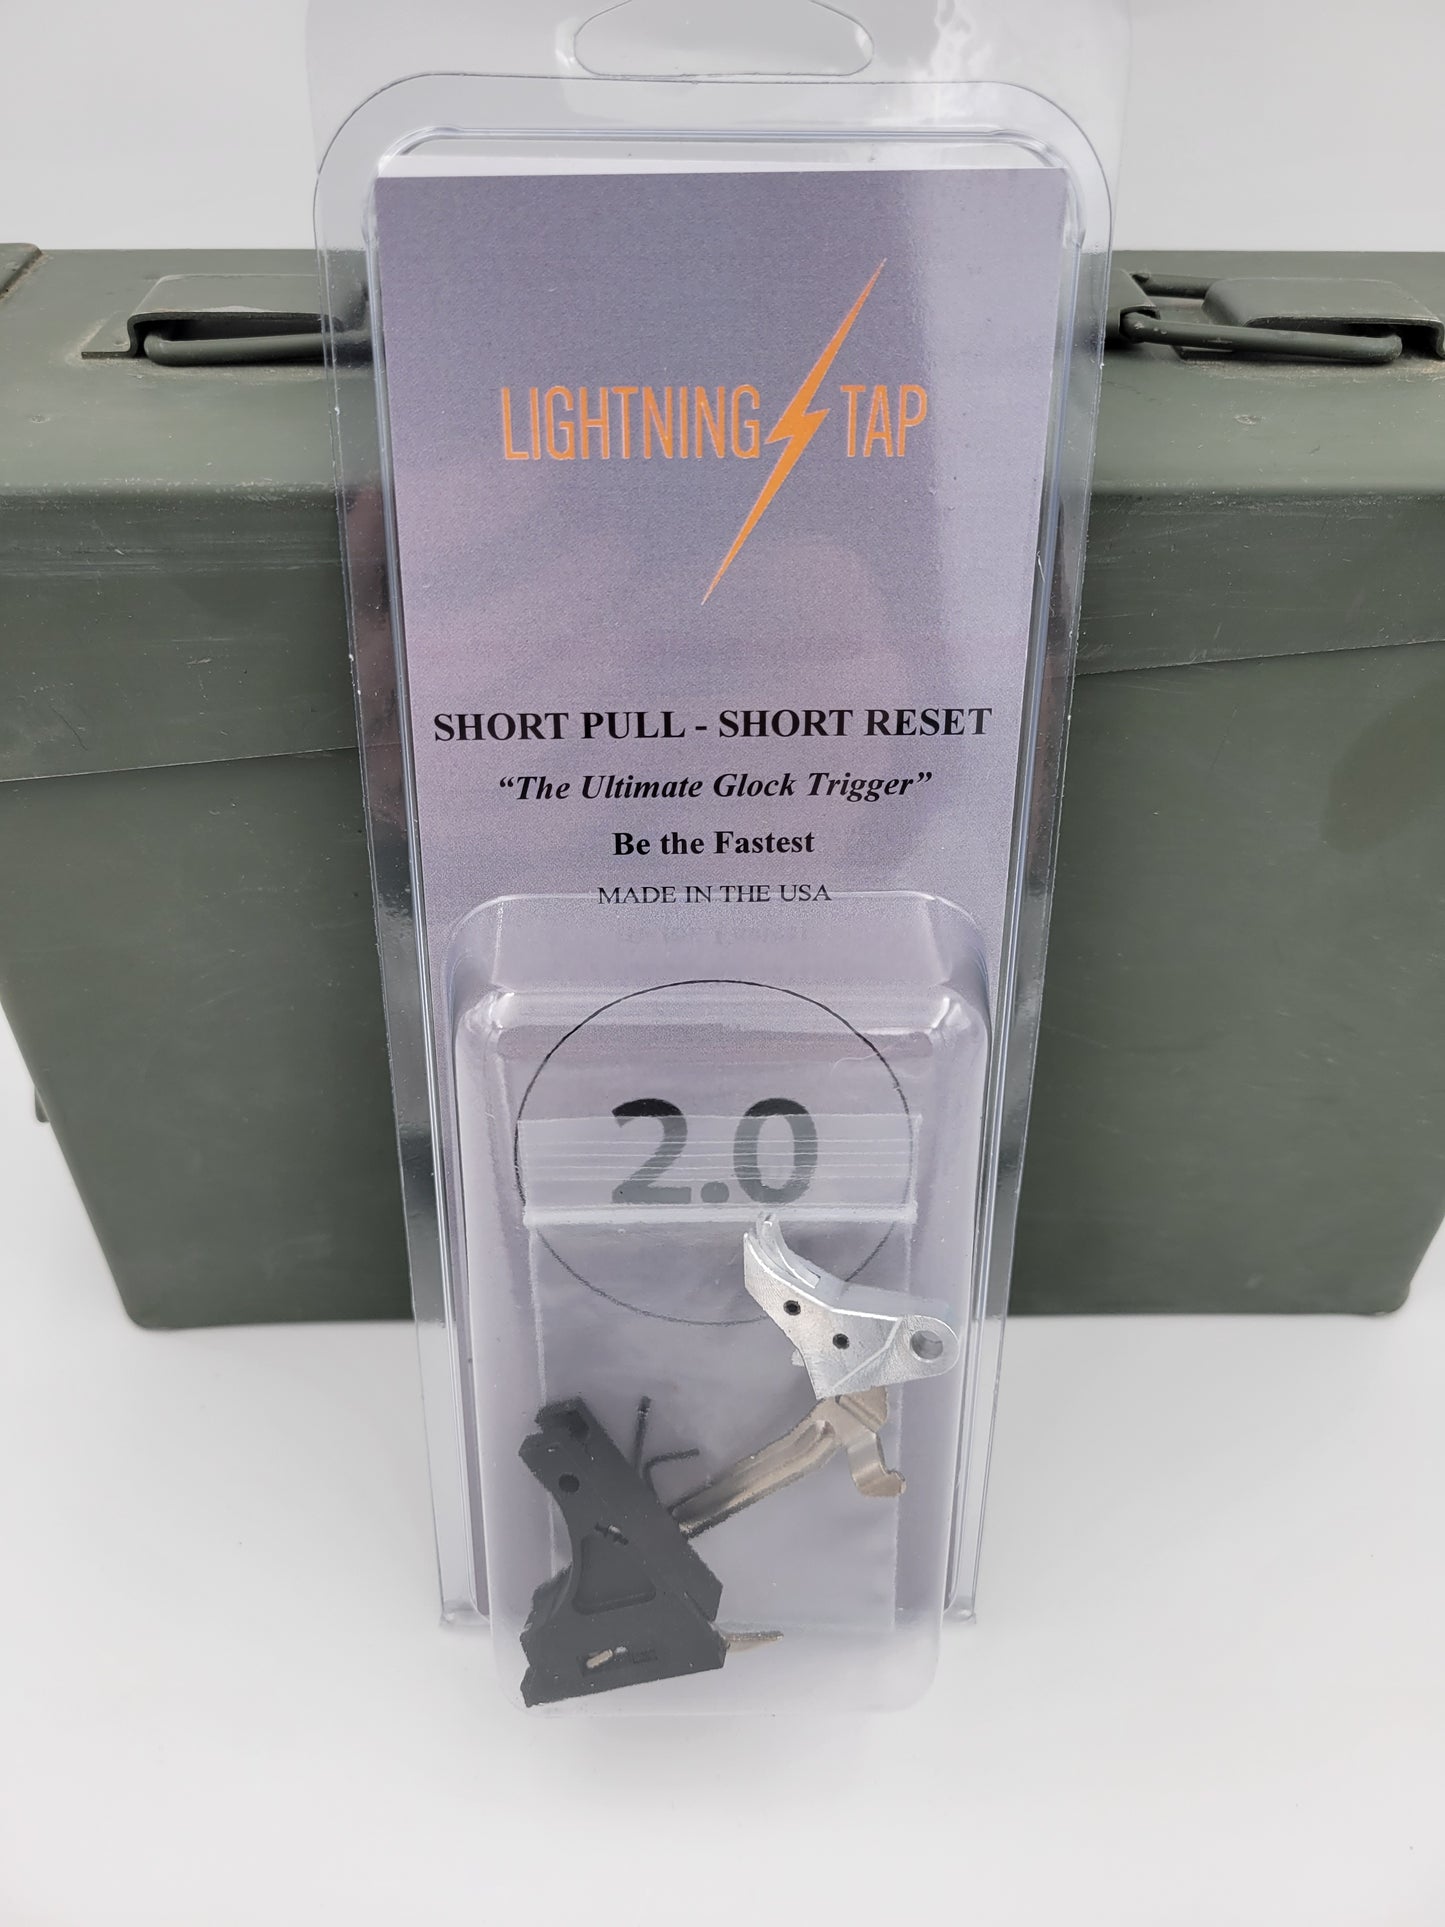 LIGHTNING TAP
SHORT PULL - SHORT RESET
“The Ultimate Glock Trigger”
Be the Fastest
MADE IN THE USA
2.0